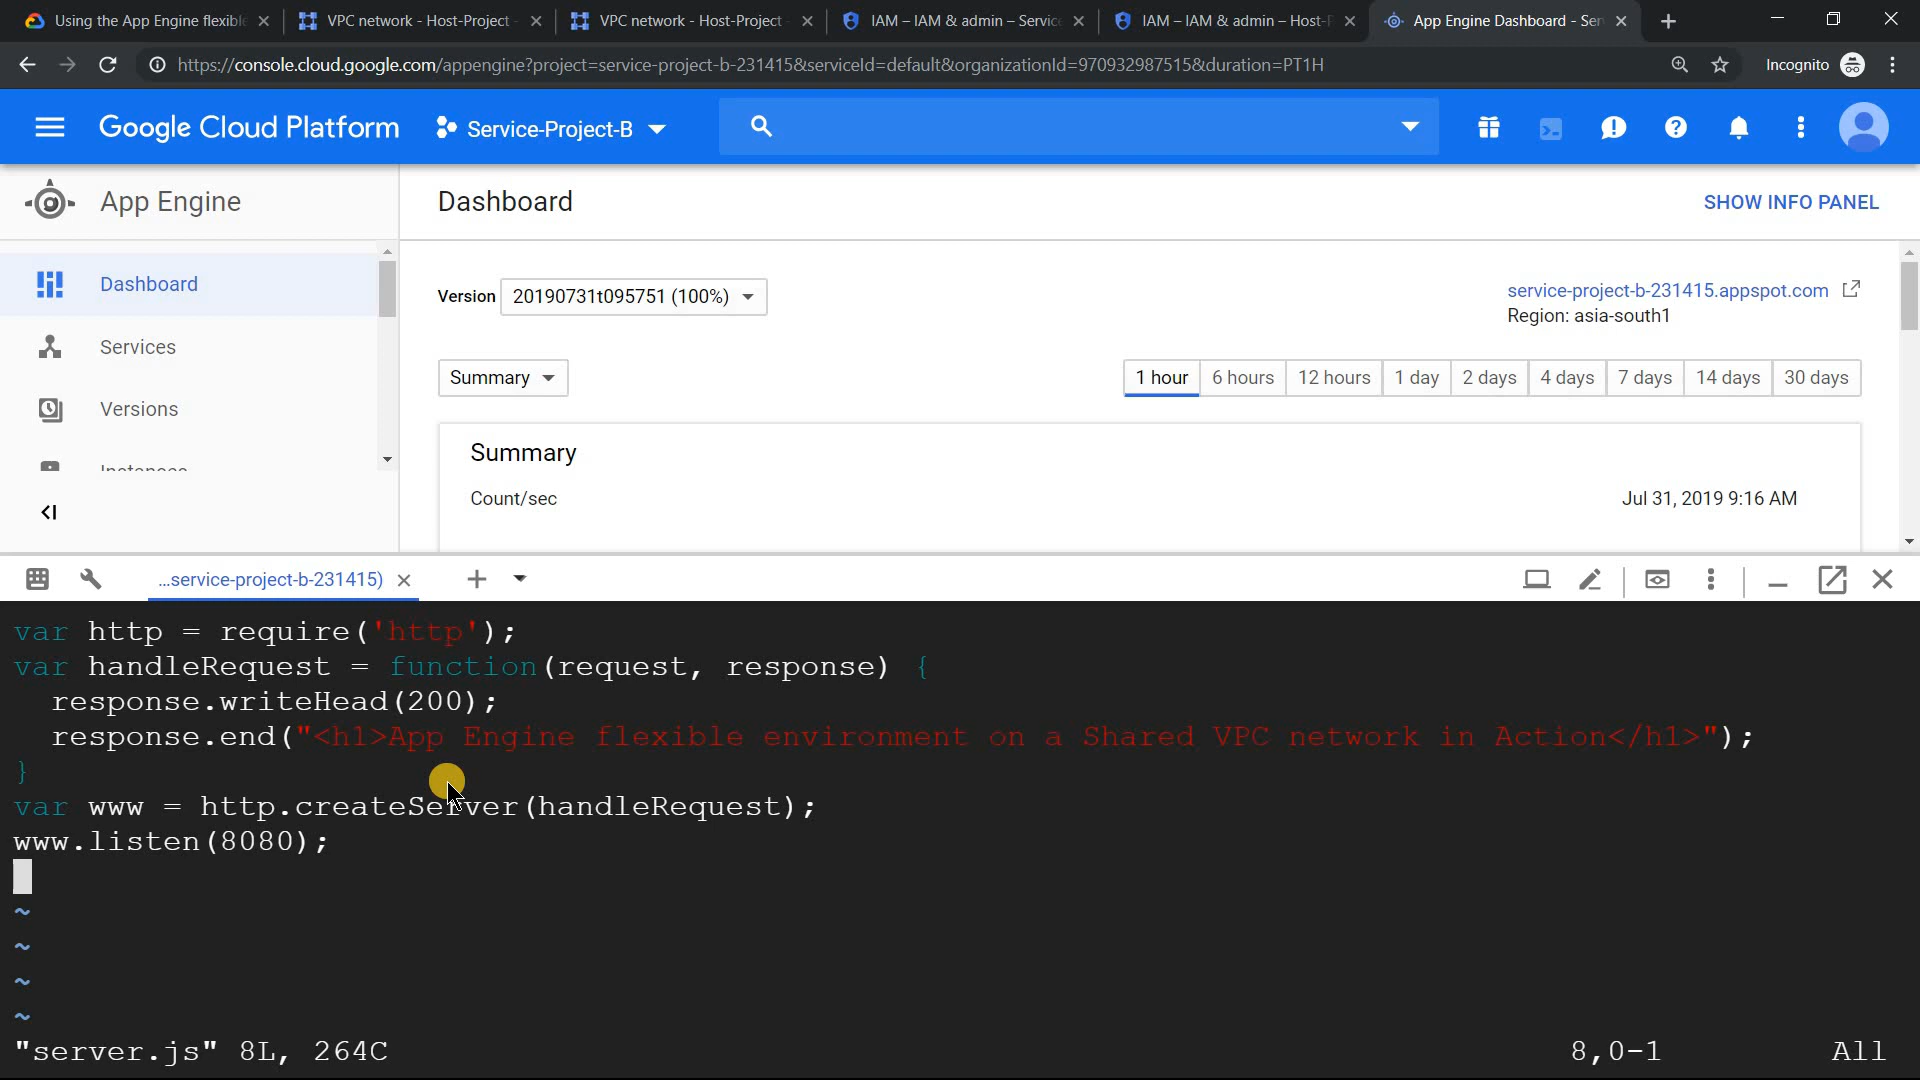 Using the App Engine flexibl
VPC network - Host-Project -
VPC network - Host-Project -
IAM – IAM & admin – Service
IAM – IAM & admin – Host-P
App Engine Dashboard - Ser
https://console.cloud.google.com/appengine?project=service-project-b-231415&serviceId=default&organizationId=970932987515&duration=PT1H
Incognito
Google Cloud Platform
Service-Project-B
App Engine
Dashboard
SHOW INFO PANEL
Dashboard
Services
Versions
Instances
Version
20190731t095751 (100%)
service-project-b-231415.appspot.com
Region: asia-south1
Summary
1 hour
6 hours
12 hours
1 day
2 days
4 days
7 days
14 days
30 days
Summary
Count/sec
Jul 31, 2019 9:16 AM
...service-project-b-231415)
var http = require('http');
var handleRequest = function(request, response) {
  response.writeHead(200);
  response.end("<h1>App Engine flexible environment on a Shared VPC network in Action</h1>");
}
var www = http.createServer(handleRequest);
www.listen(8080);
~
~
~
~
"server.js" 8L, 264C
8,0-1
All